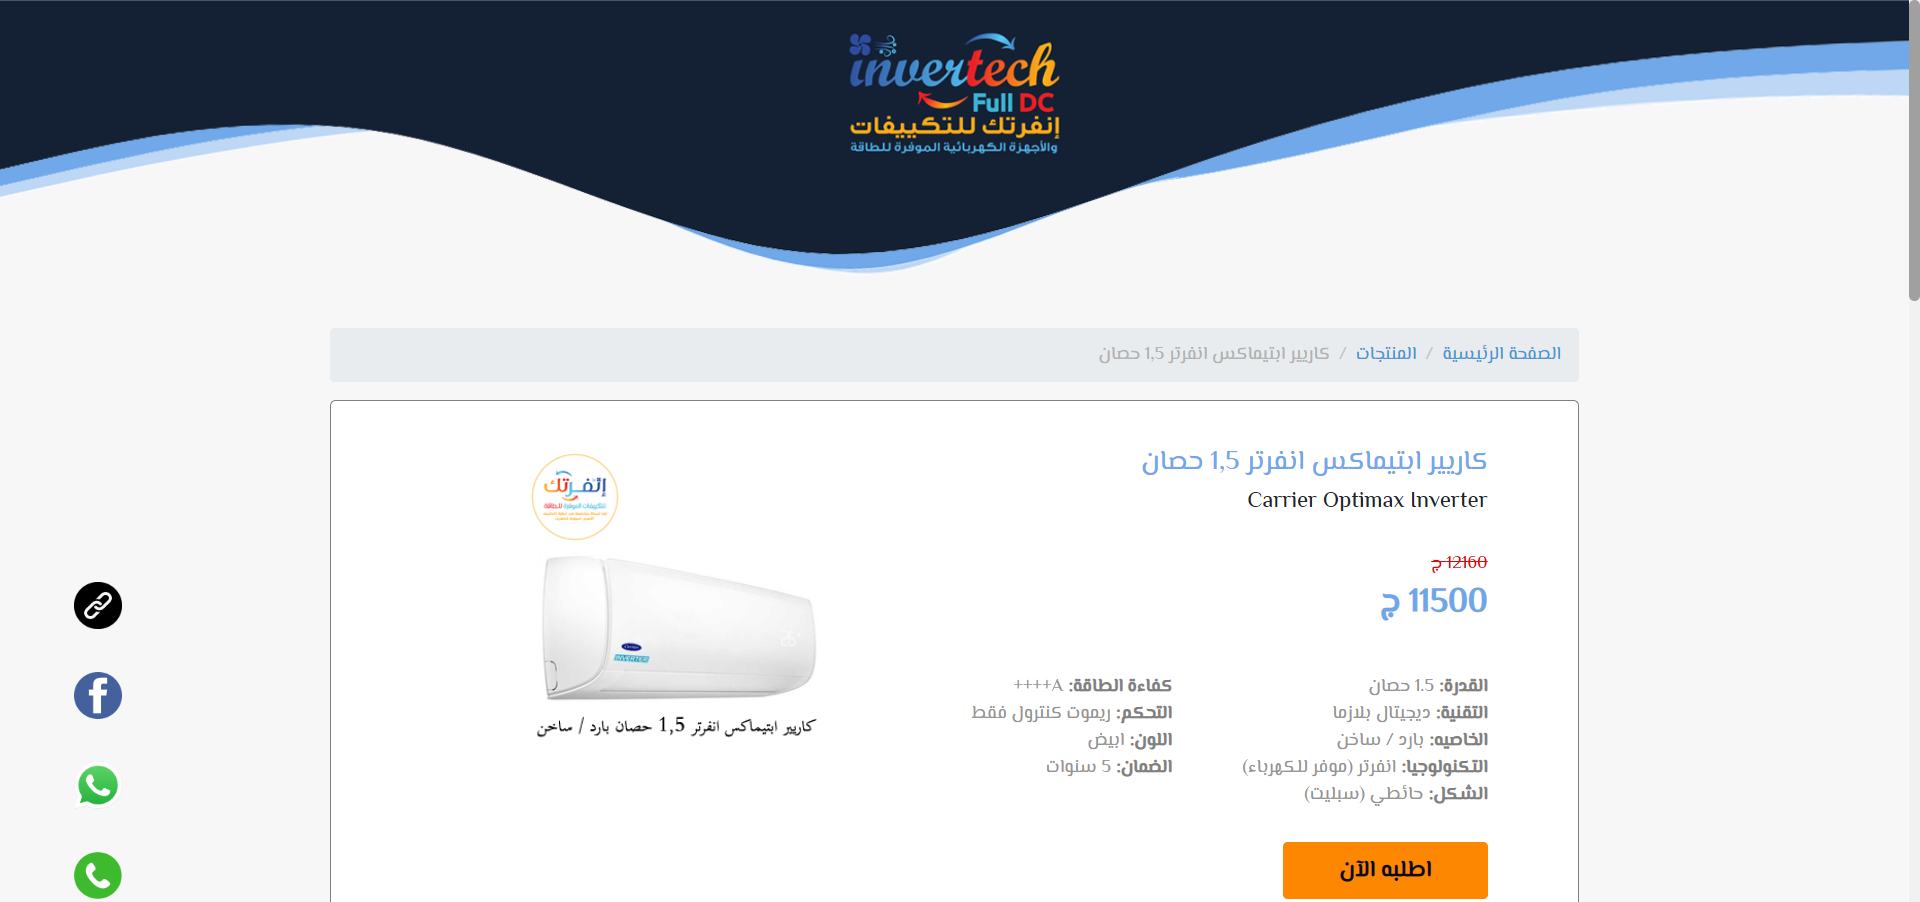 invertech
Full DC
إنفرتك للتكييفات
والأجهزة الكهربائية الموفرة للطاقة
الصفحة الرئيسية / المنتجات / كاريير ابتيماكس انفرتر 1,5 حصان
كاريير ابتيماكس انفرتر 1,5 حصان
Carrier Optimax Inverter
12160 ج
11500 ج
القدرة: 1.5 حصان
التقنية: ديجيتال بلازما
الخاصيه: بارد / ساخن
التكنولوجيا: انفرتر (موفر للكهرباء)
الشكل: حائطي (سبليت)
كفاءة الطاقة: A++++
التحكم: ريموت كنترول فقط
اللون: ابيض
الضمان: 5 سنوات
اطلبه الآن
إنفرتك
للتكييفات الموفرة للطاقة
Carrier
INVERTER
كاريير ابتيماكس انفرتر 1,5 حصان بارد / ساخن